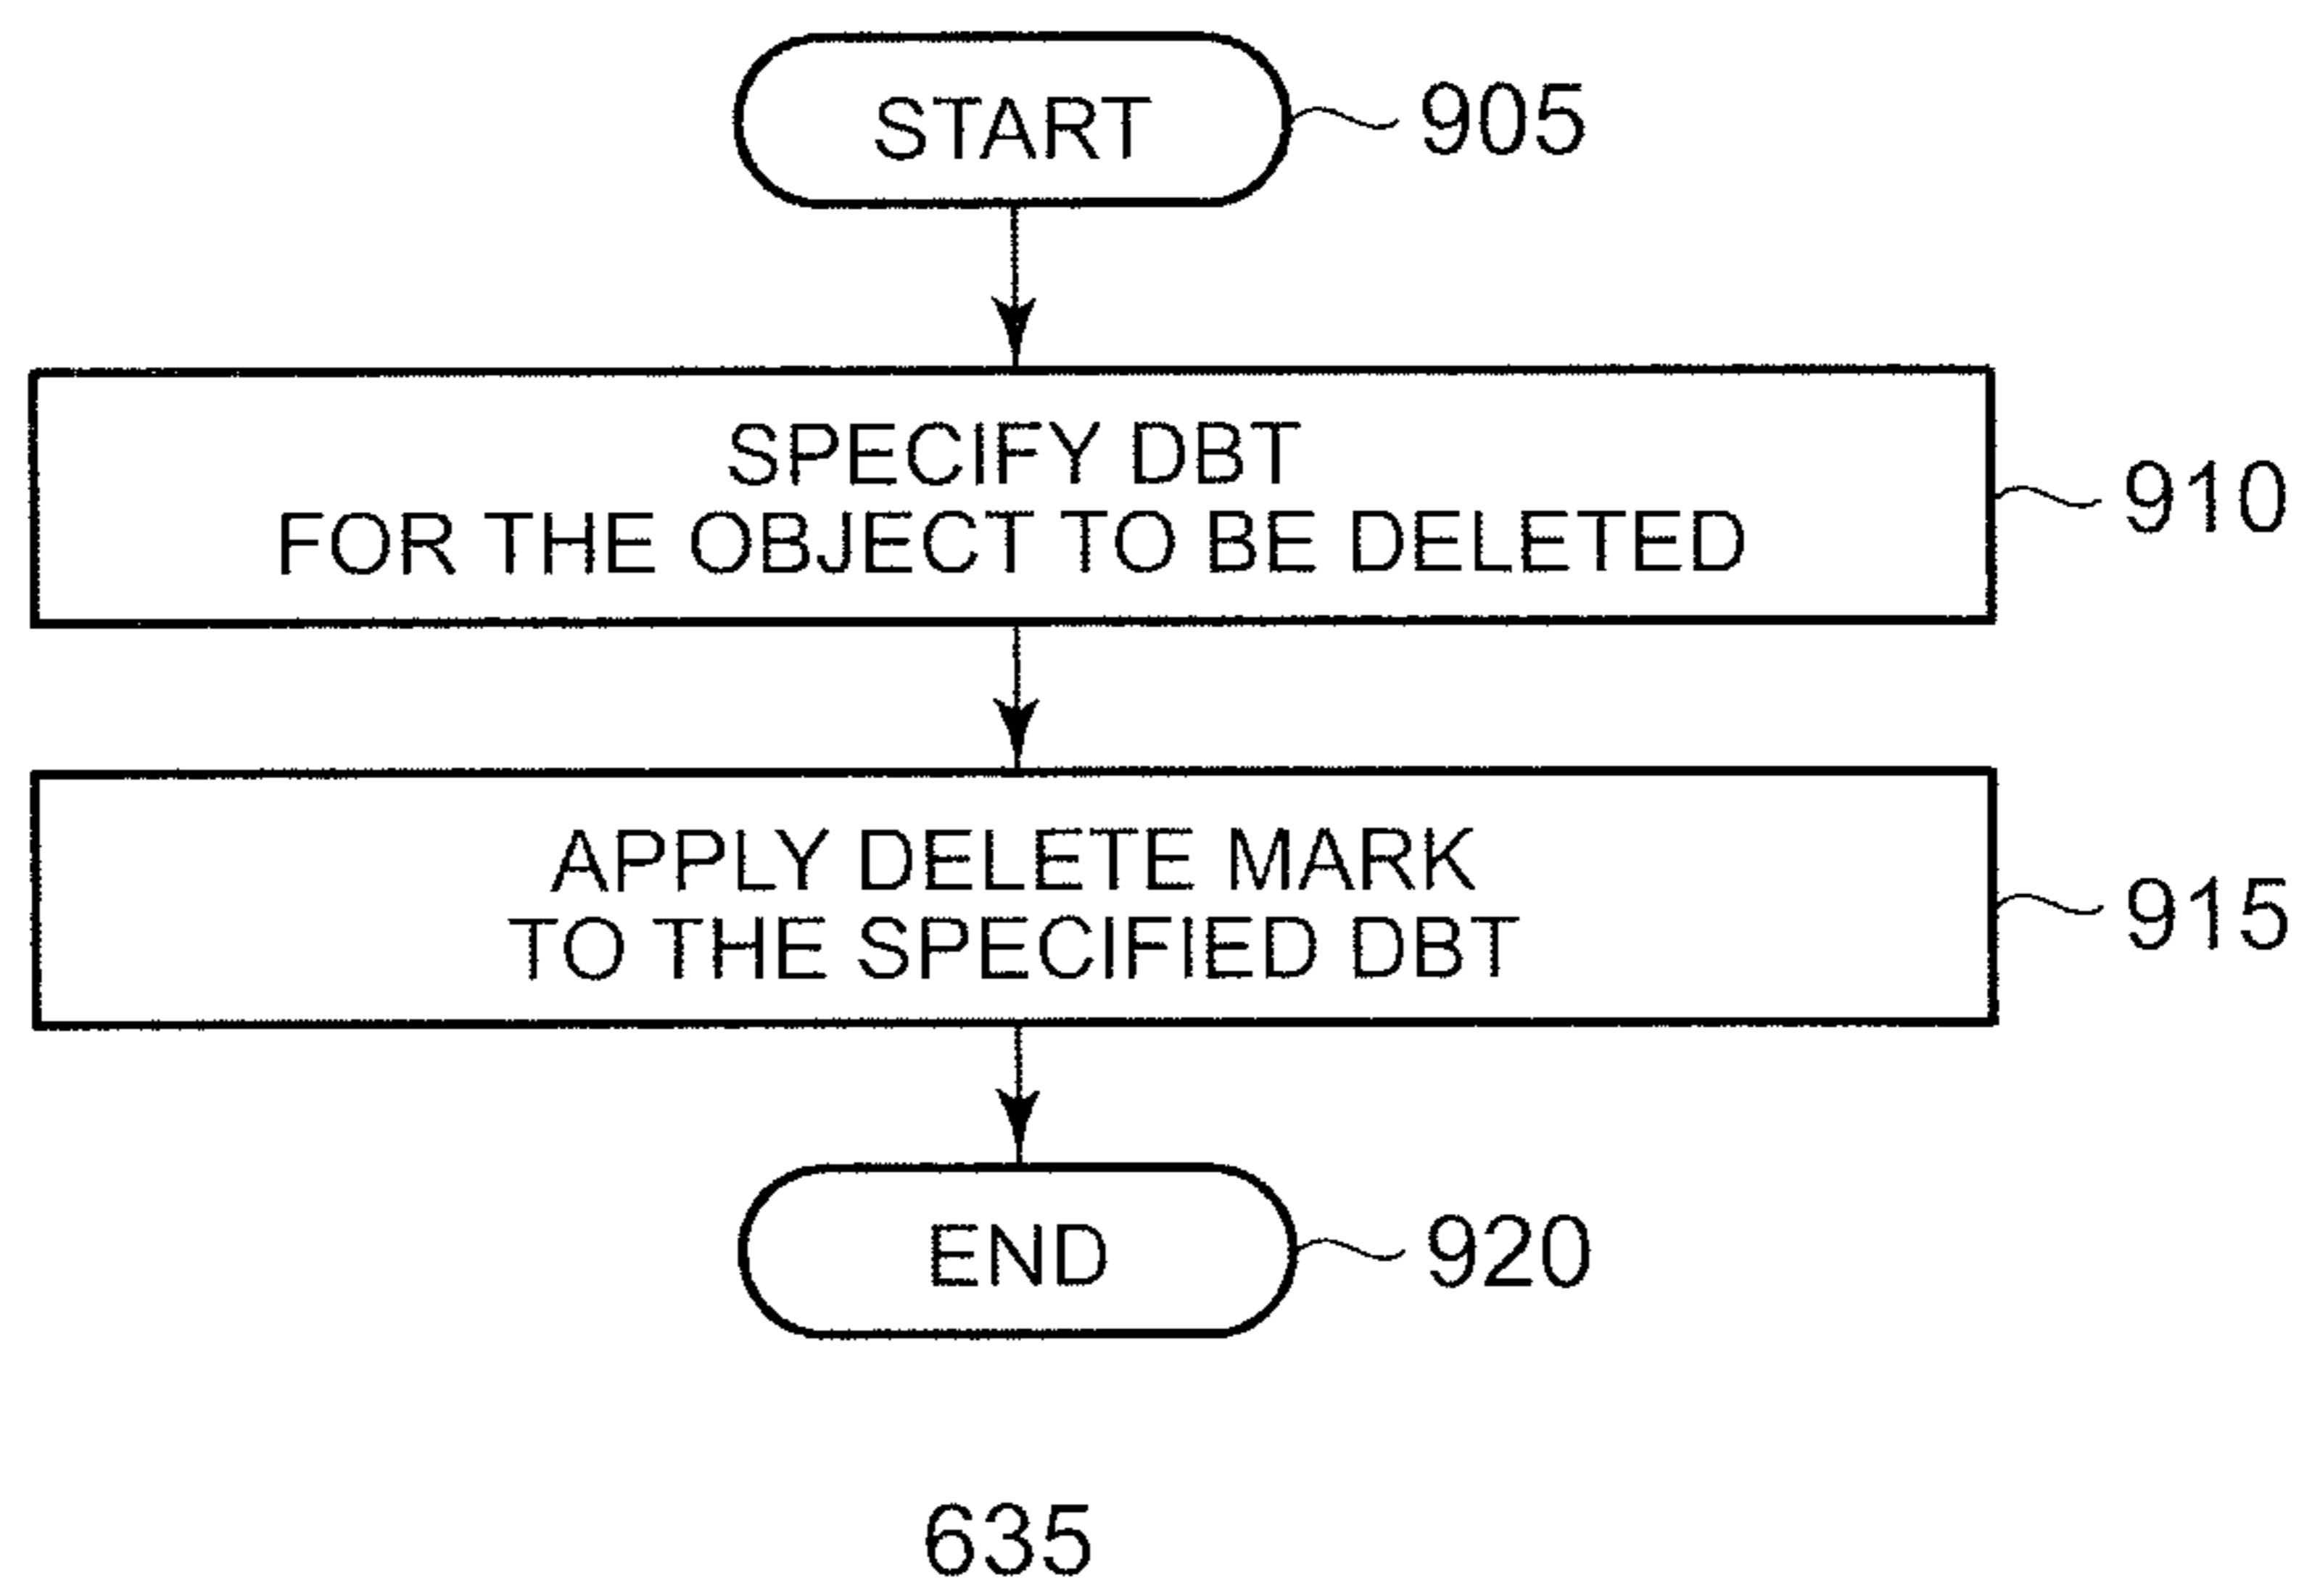 START
905
SPECIFY DBT
FOR THE OBJECT TO BE DELETED
910
APPLY DELETE MARK
TO THE SPECIFIED DBT
915
END
920
635